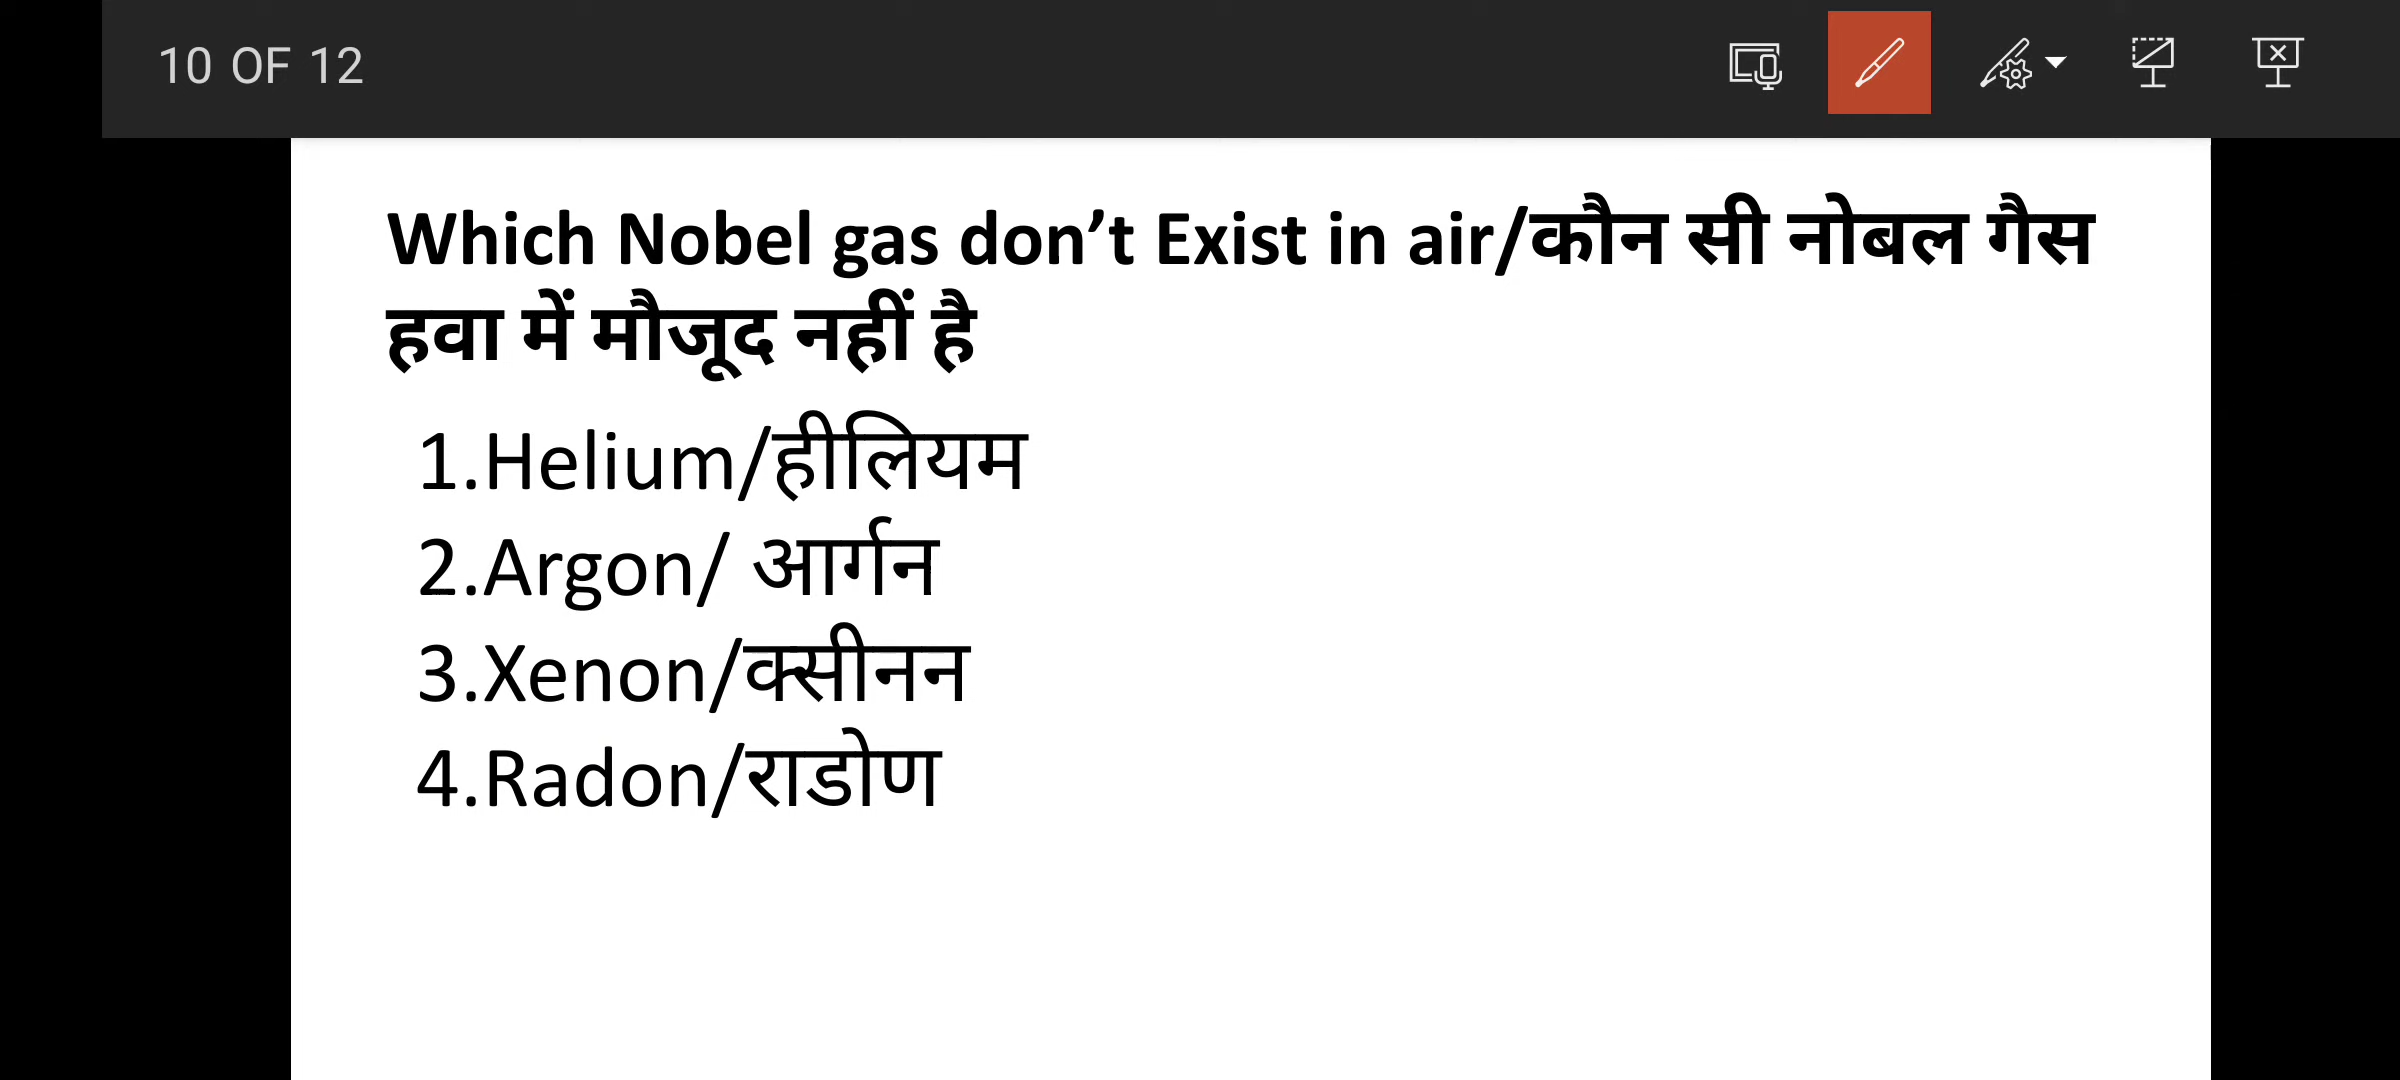 10 OF 12
Which Nobel gas don’t Exist in air/कौन सी नोबल गैस
हवा में मौजूद नहीं है
1.Helium/हीलियम
2.Argon/ आर्गन
3.Xenon/क्सीनन
4.Radon/राडोण